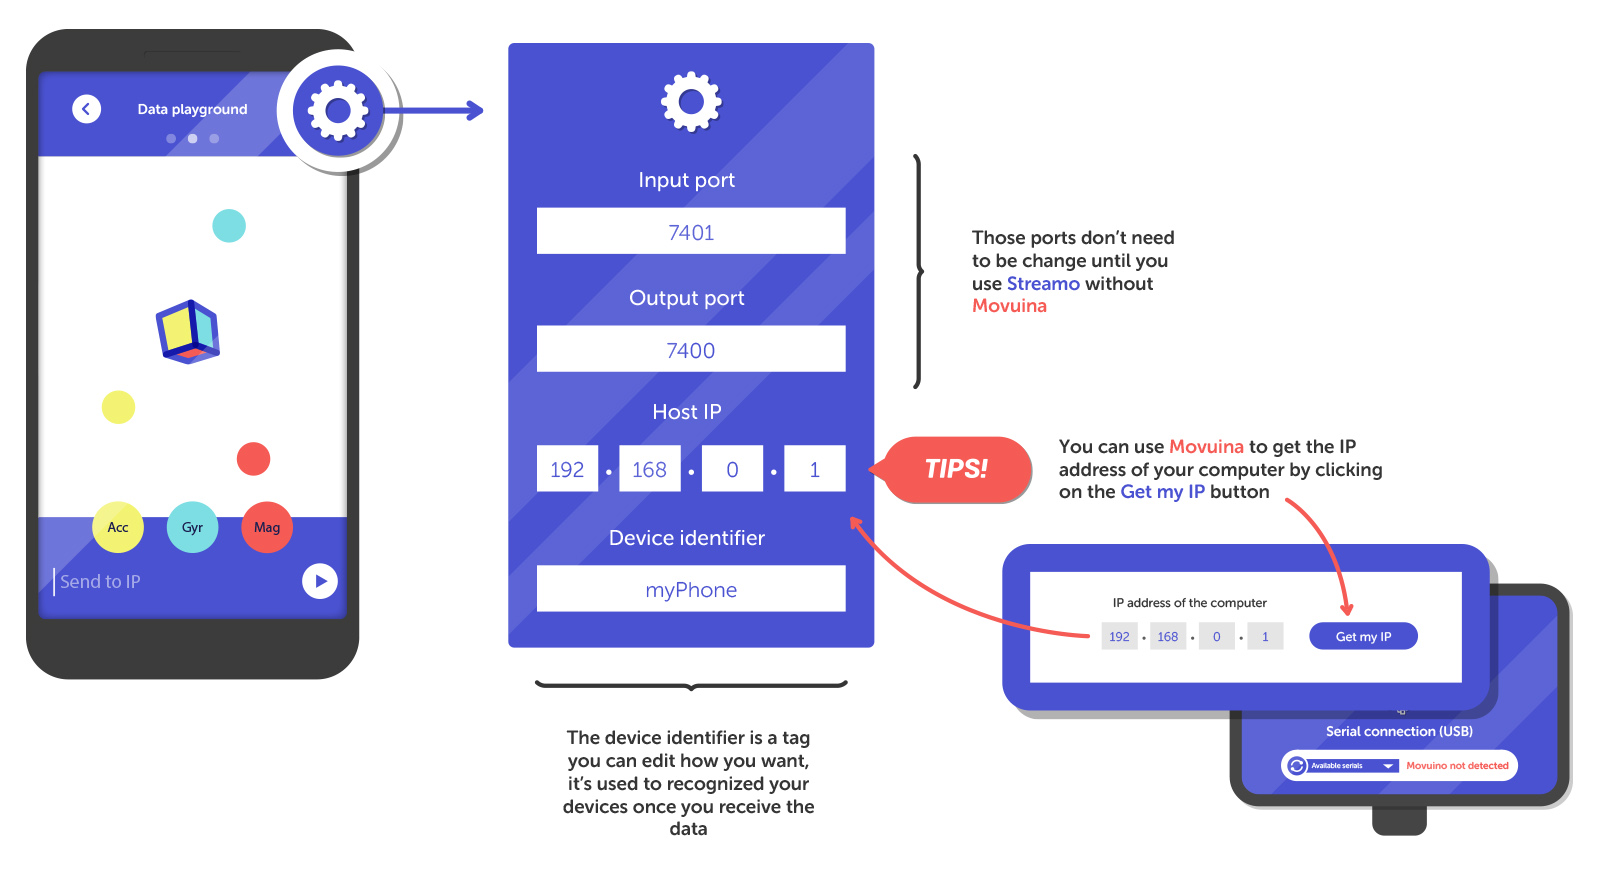 Data playground
Acc
Gyr
Mag
Send to IP
Input port
7401
Output port
7400
Host IP
192 . 168 . 0 . 1
Device identifier
myPhone
Those ports don't need
to be change until you
use Streamo without
Movuina
TIPS!
You can use Movuina to get the IP
address of your computer by clicking
on the Get my IP button
IP address of the computer
192 . 168 . 0 . 1
Get my IP
Serial connection (USB)
Available serials
Movuino not detected
The device identifier is a tag
you can edit how you want,
it's used to recognized your
devices once you receive the
data